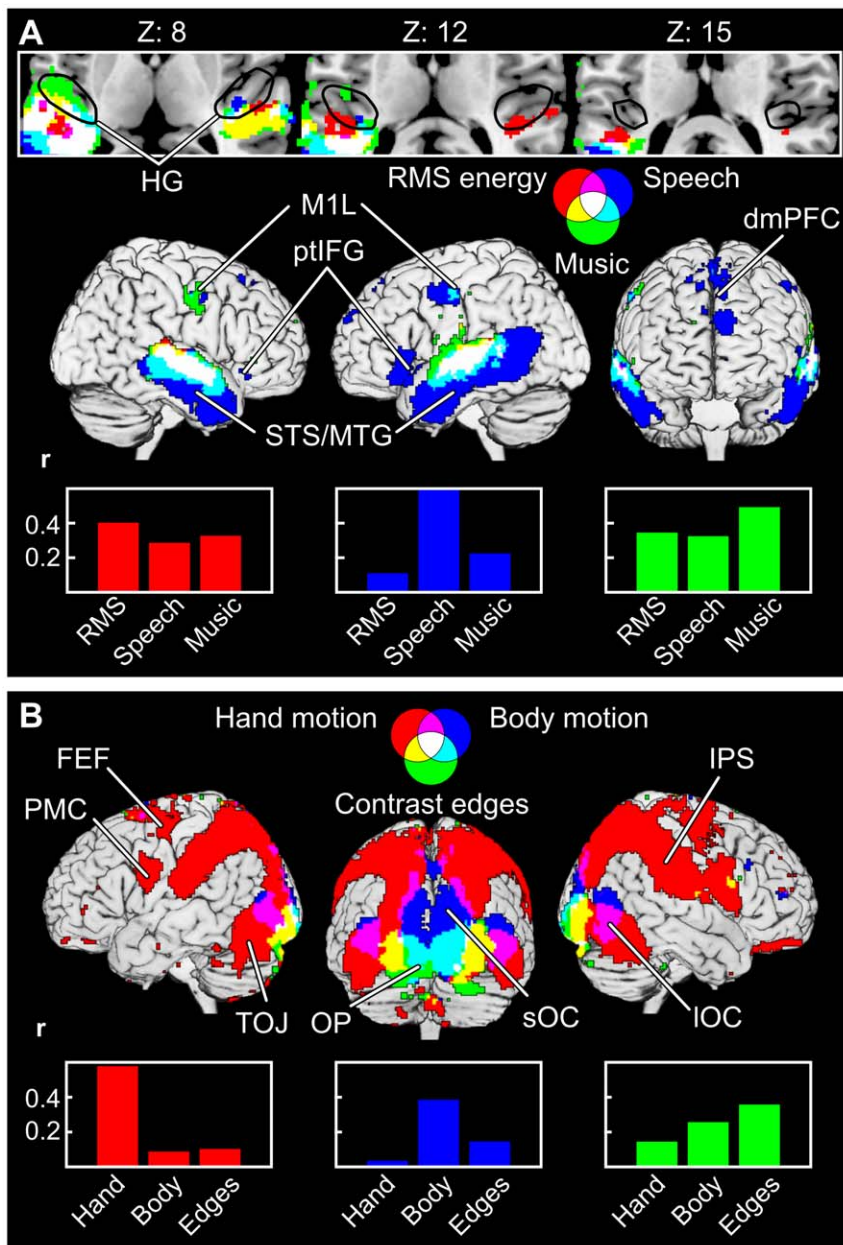 A
Z: 8 Z: 12 Z: 15
HG
RMS energy Speech
Music
M1L
ptIFG
dmPFC
STS/MTG
r
0.4
0.2
RMS Speech Music
RMS Speech Music
RMS Speech Music
B
Hand motion Body motion
Contrast edges
FEF
PMC
IPS
TOJ OP sOC lOC
r
0.4
0.2
Hand Body Edges
Hand Body Edges
Hand Body Edges